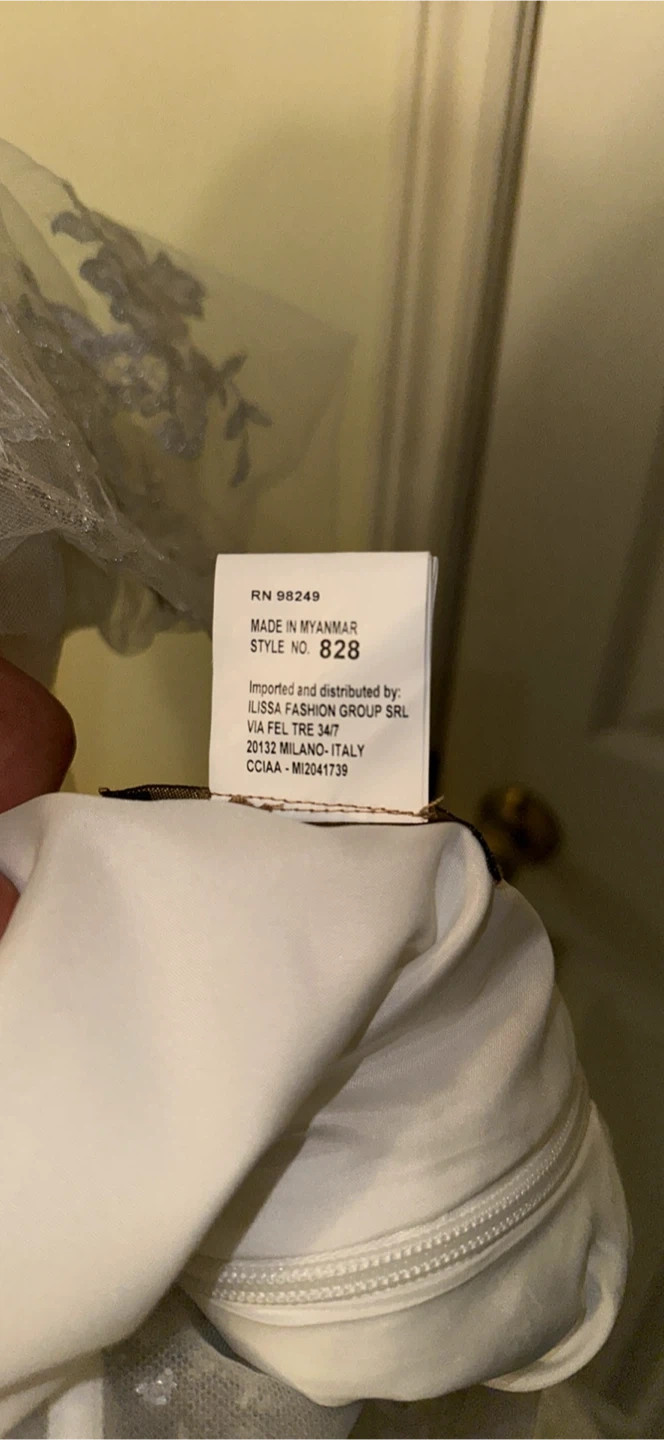 RN 98249
MADE IN MYANMAR
STYLE NO. 828
Imported and distributed by:
ILISSA FASHION GROUP SRL
VIA FEL TRE 34/7
20132 MILANO- ITALY
CCIAA - MI2041739